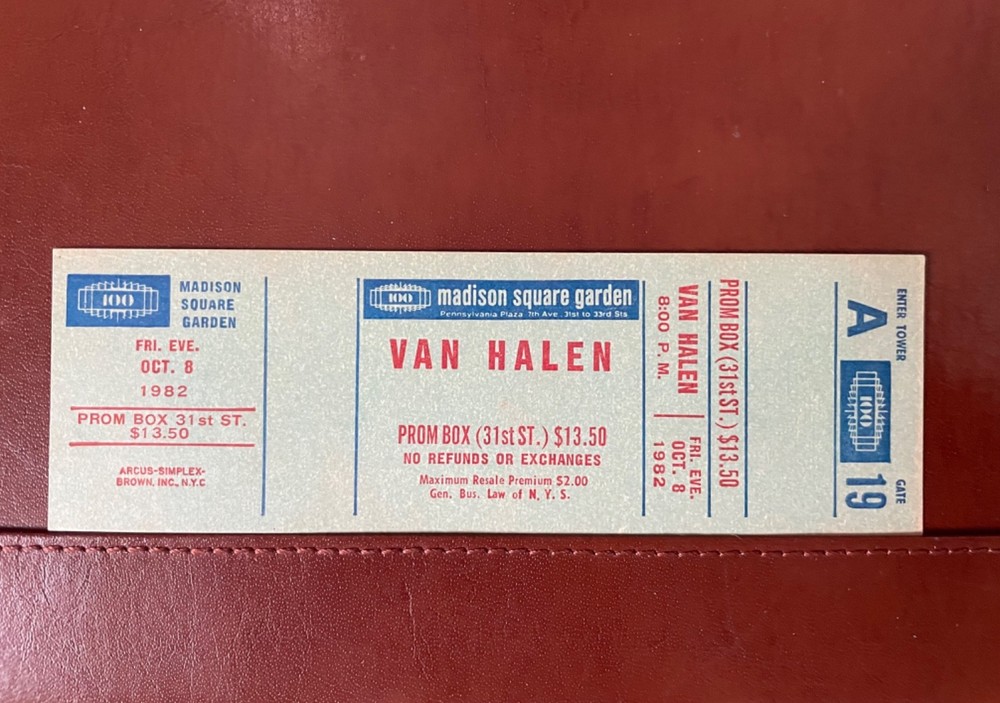 100
MADISON
SQUARE
GARDEN
FRI. EVE.
OCT. 8
1982
PROM BOX 31st ST.
$13.50
ARCUS-SIMPLEX-
BROWN, INC., N.Y.C
100 madison square garden
Pennsylvania Plaza 7th Ave. 31st to 33rd Sts
VAN HALEN
PROM BOX (31st ST.) $13.50
NO REFUNDS OR EXCHANGES
Maximum Resale Premium $2.00
Gen. Bus. Law of N. Y. S.
PROM BOX (31st ST.) $13.50
VAN HALEN
8:00 P. M.
FRI. EVE.
OCT. 8
1982
ENTER TOWER
A
100
GATE
19